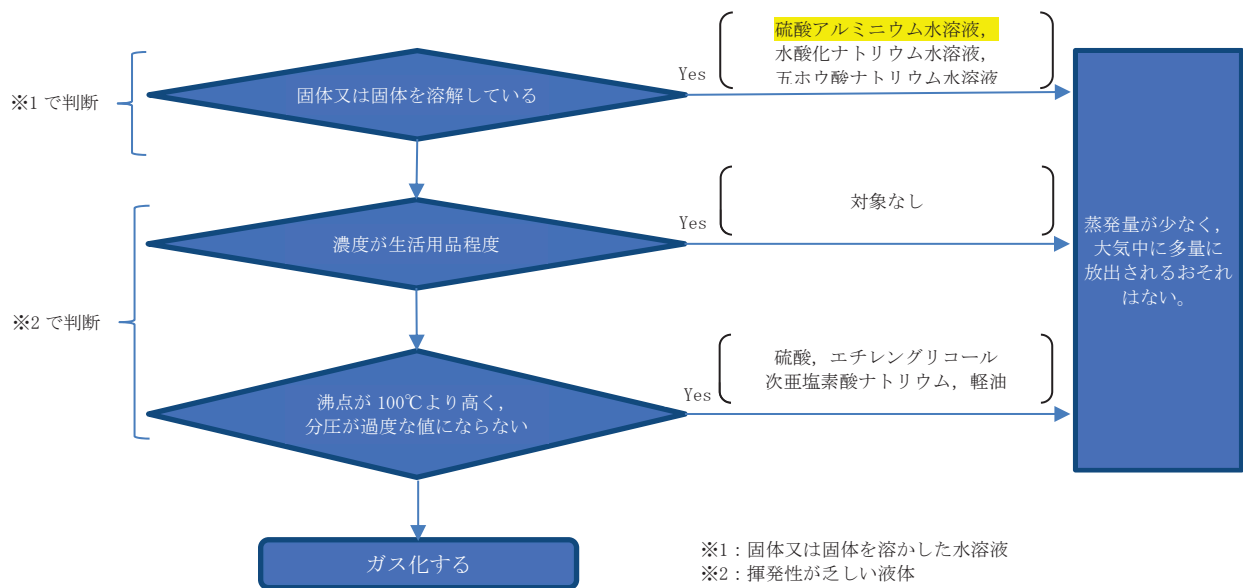 硫酸アルミニウム水溶液，
水酸化ナトリウム水溶液，
五ホウ酸ナトリウム水溶液
Yes
※1 で判断
固体又は固体を溶解している
対象なし
Yes
濃度が生活用品程度
蒸発量が少なく，
大気中に多量に
放出されるおそれ
はない。
※2 で判断
硫酸，エチレングリコール
次亜塩素酸ナトリウム，軽油
Yes
沸点が 100℃より高く，
分圧が過度な値にならない
ガス化する
※1：固体又は固体を溶かした水溶液
※2：揮発性が乏しい液体